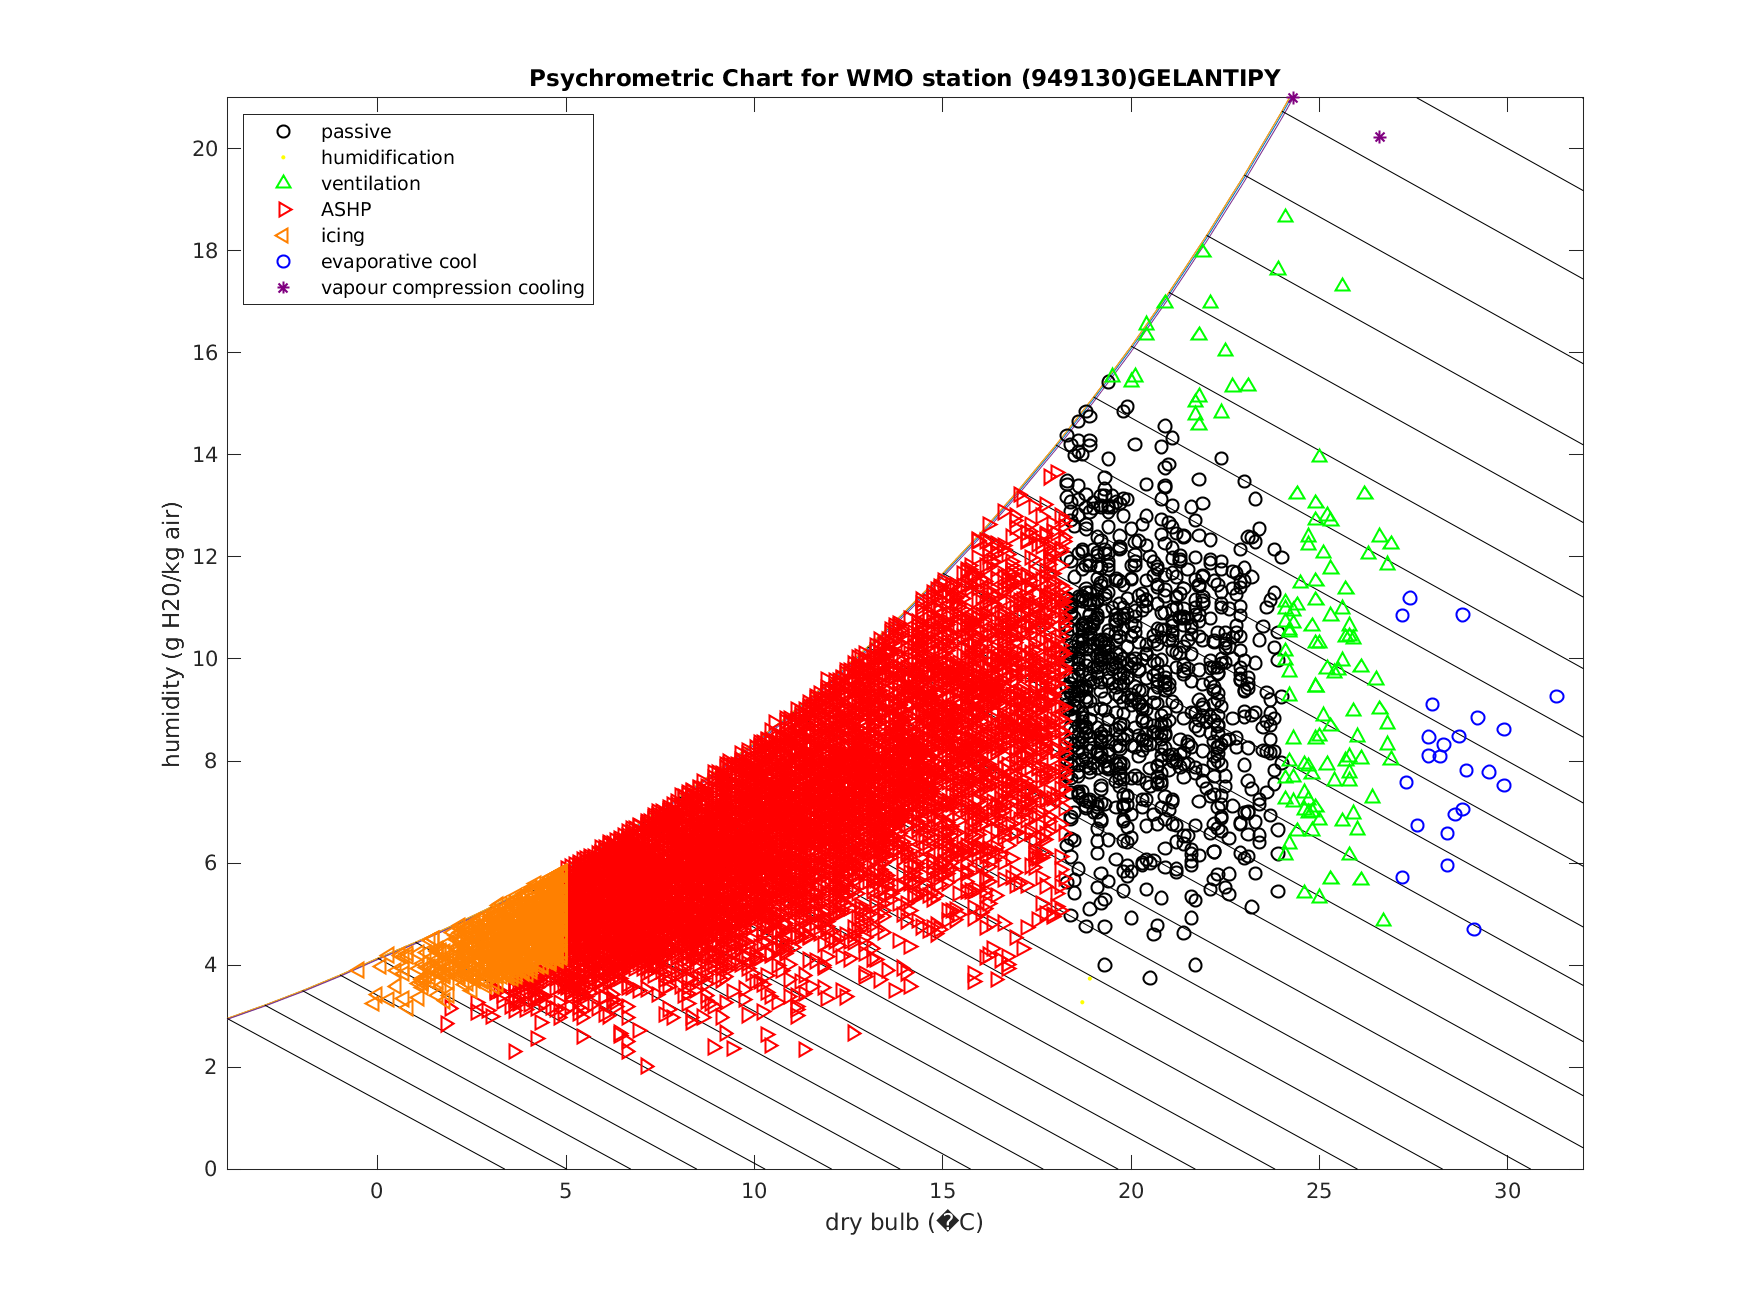 Psychrometric Chart for WMO station (949130)GELANTIPY
passive
humidification
ventilation
ASHP
icing
evaporative cool
vapour compression cooling
humidity (g H20/kg air)
20
18
16
14
12
10
8
6
4
2
0
0 5 10 15 20 25 30
dry bulb (�C)